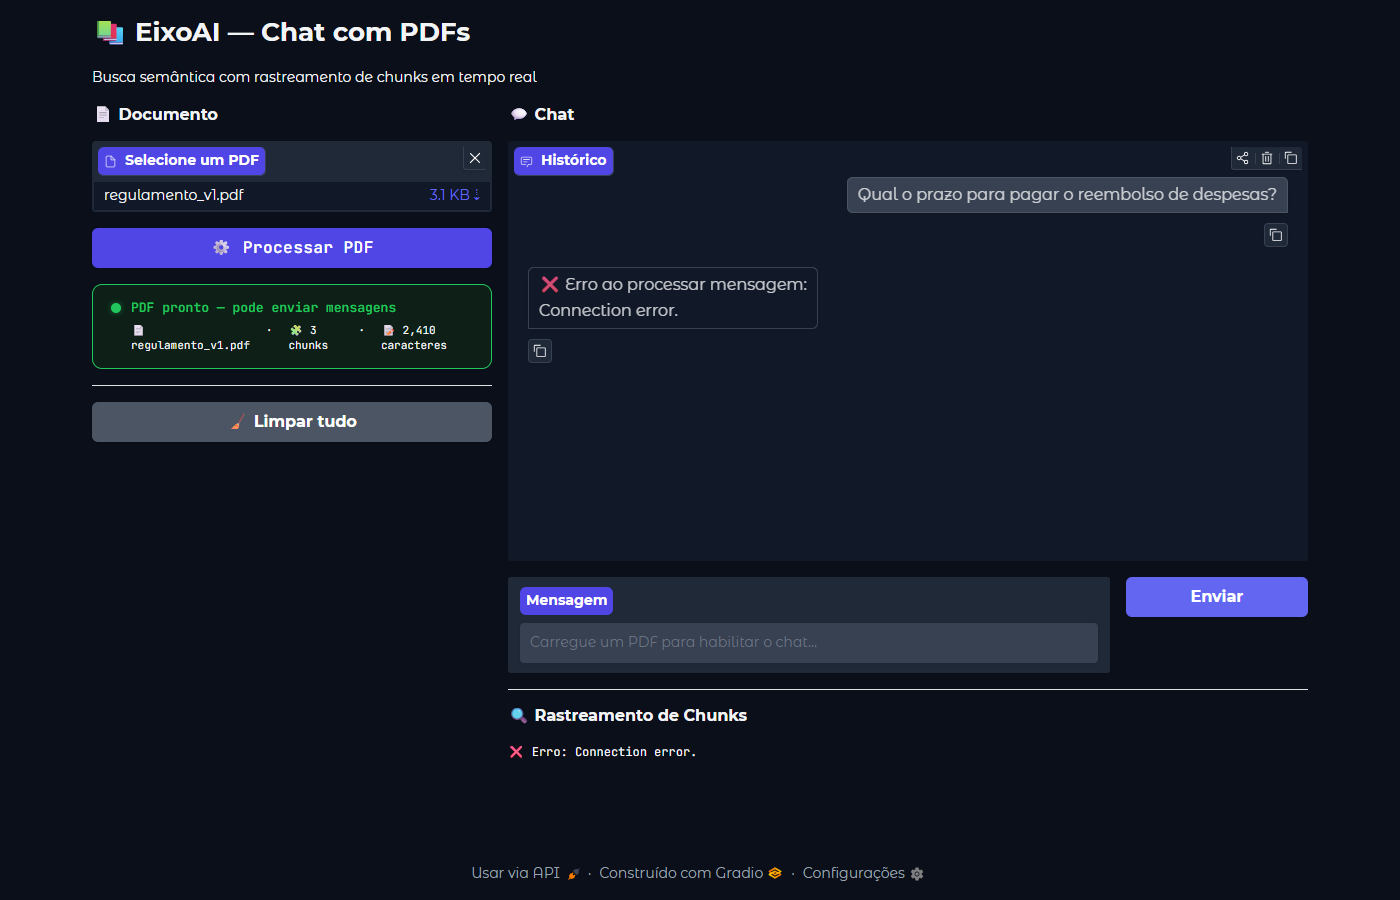 EixoAI — Chat com PDFs
Busca semântica com rastreamento de chunks em tempo real
Documento
Selecione um PDF
regulamento_v1.pdf
3.1 KB ↓
Processar PDF
PDF pronto — pode enviar mensagens
regulamento_v1.pdf · 3 chunks · 2,410 caracteres
Limpar tudo
Chat
Histórico
Qual o prazo para pagar o reembolso de despesas?
❌ Erro ao processar mensagem:
Connection error.
Mensagem
Carregue um PDF para habilitar o chat...
Enviar
Rastreamento de Chunks
❌ Erro: Connection error.
Usar via API · Construído com Gradio · Configurações